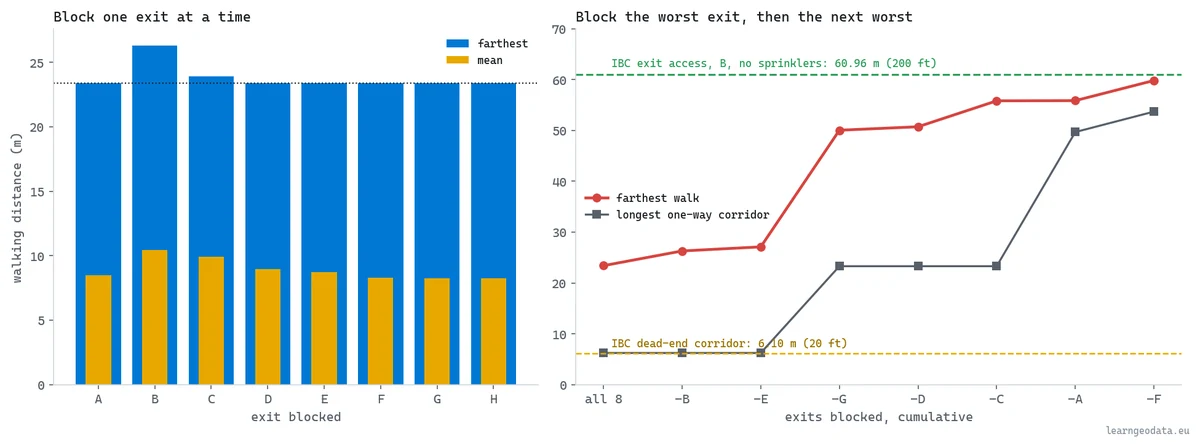 Block one exit at a time
farthest
mean
walking distance (m)
25
20
15
10
5
0
A B C D E F G H
exit blocked
Block the worst exit, then the next worst
70
60
50
40
30
20
10
0
IBC exit access, B, no sprinklers: 60.96 m (200 ft)
farthest walk
longest one-way corridor
IBC dead-end corridor: 6.10 m (20 ft)
all 8 −B −E −G −D −C −A −F
exits blocked, cumulative
learngeodata.eu